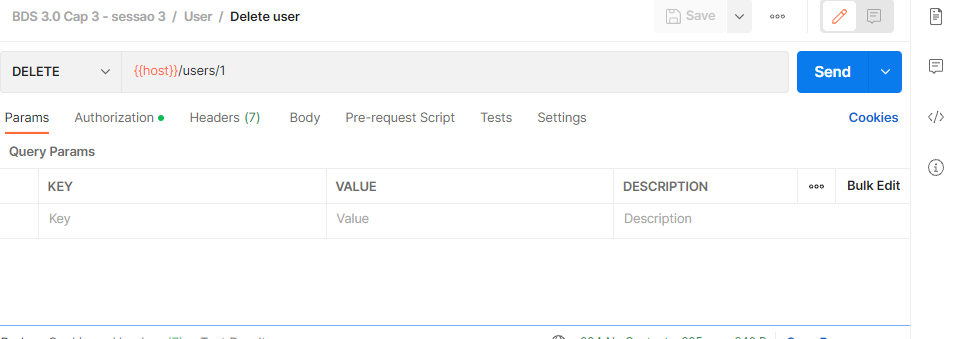 BDS 3.0 Cap 3 - sessao 3 / User / Delete user
Save
DELETE
{{host}}/users/1
Send
Params Authorization Headers (7) Body Pre-request Script Tests Settings Cookies
Query Params
KEY VALUE DESCRIPTION Bulk Edit
Key Value Description